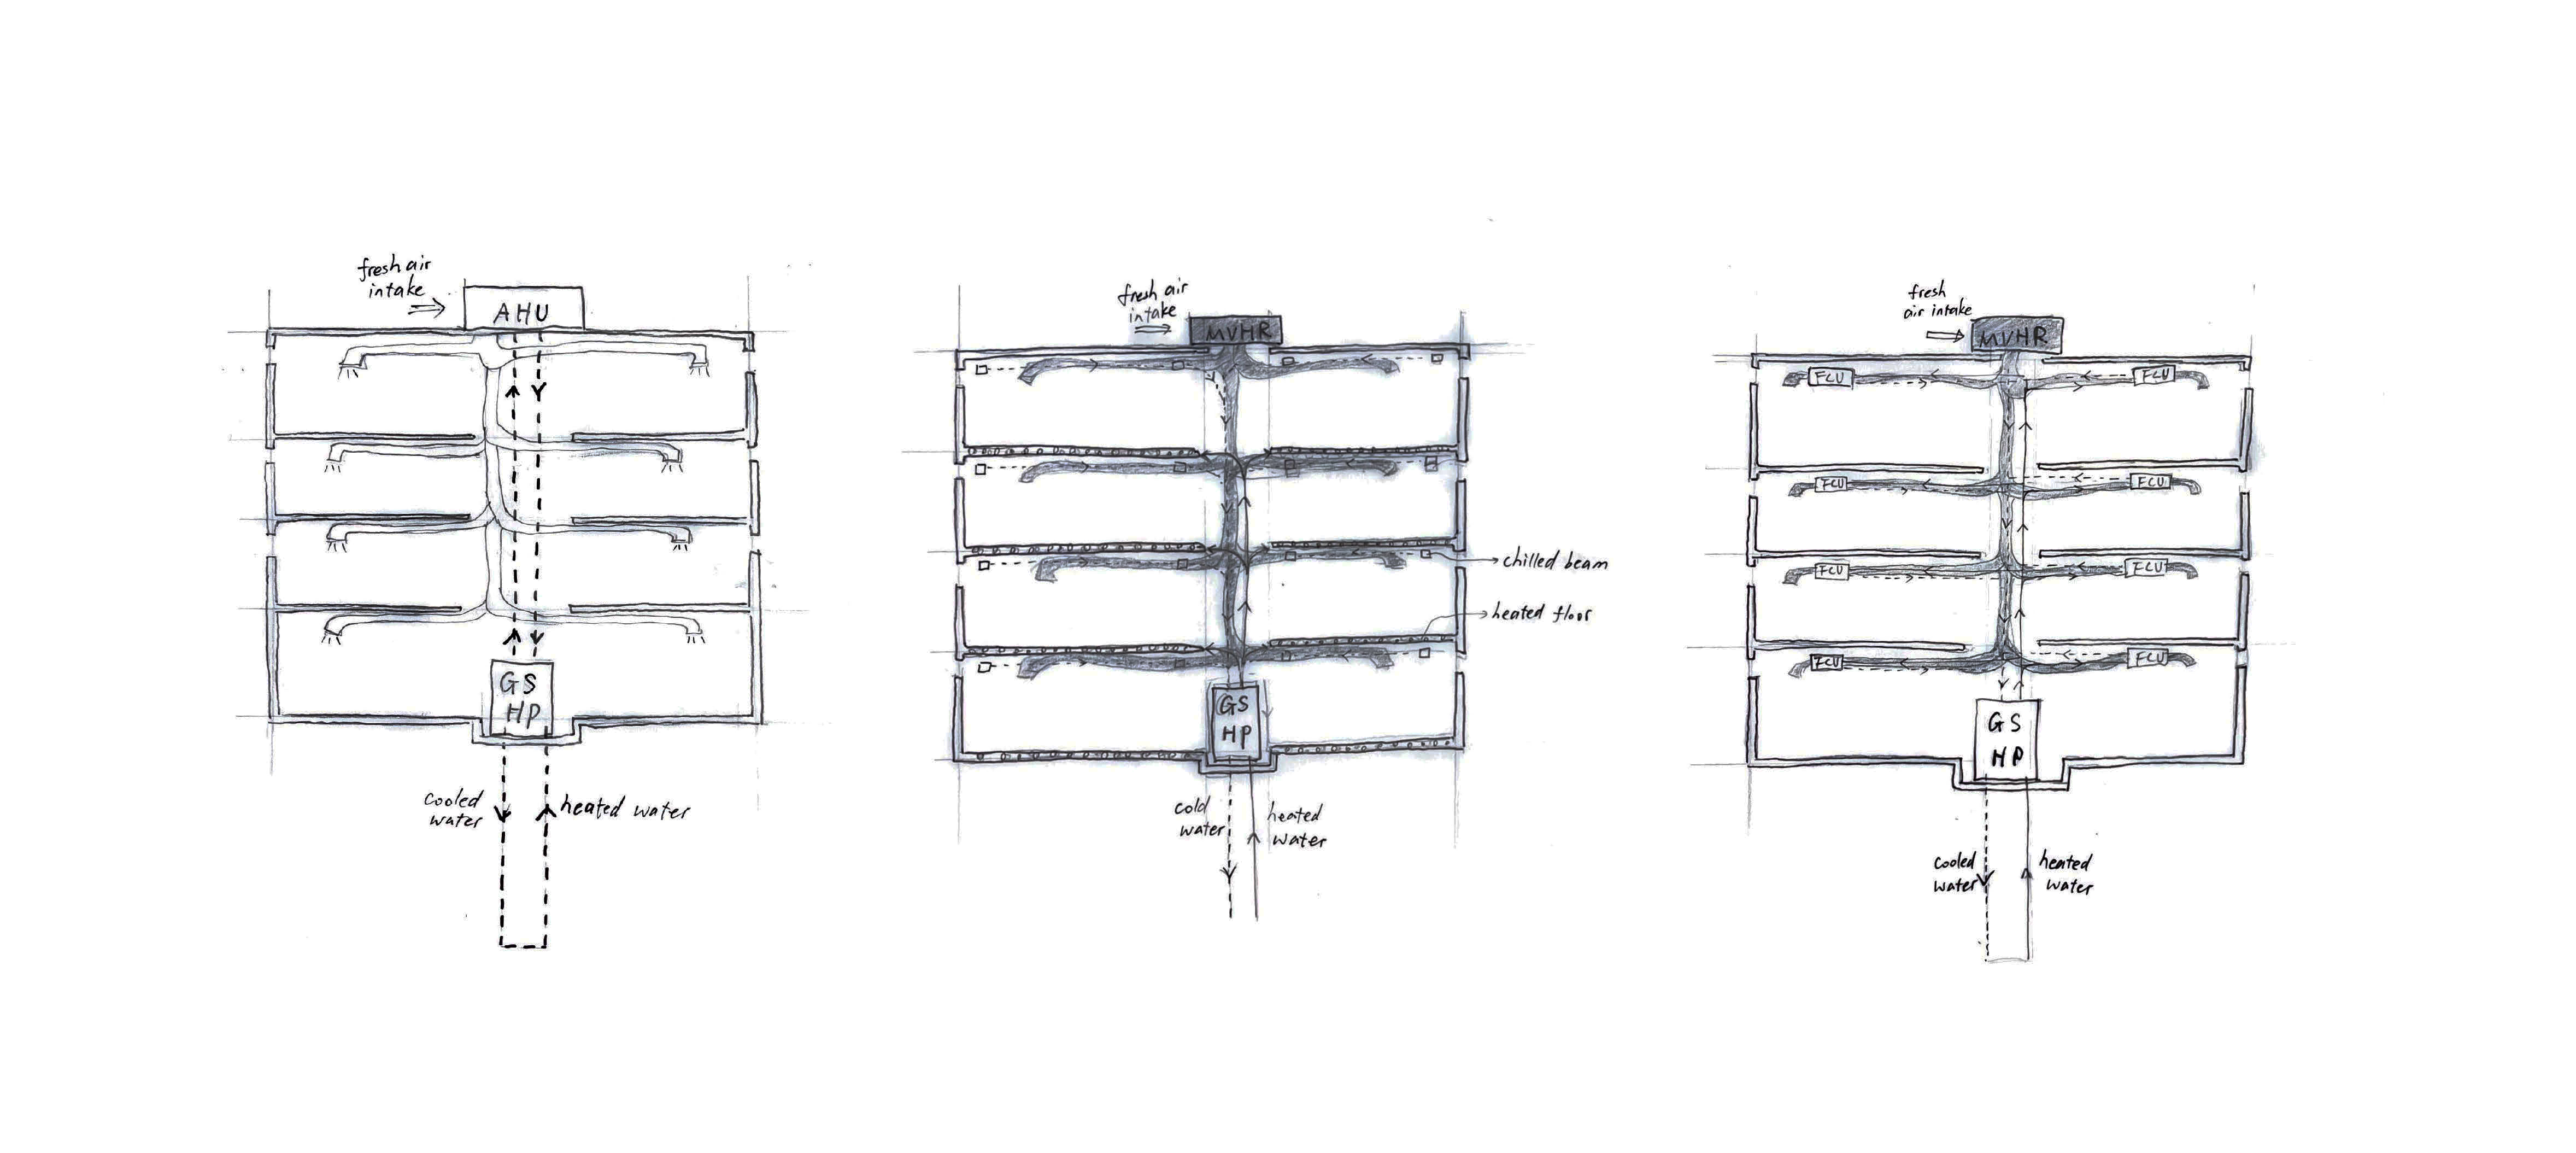 fresh air
intake
AHU
GS
HP
cooled
water
heated water
fresh air
intake
MVHR
chilled beam
heated floor
GS
HP
cold
water
heated
water
fresh
air intake
MVHR
FCU
FCU
FCU
FCU
FCU
FCU
FCU
FCU
GS
HP
cooled
water
heated
water